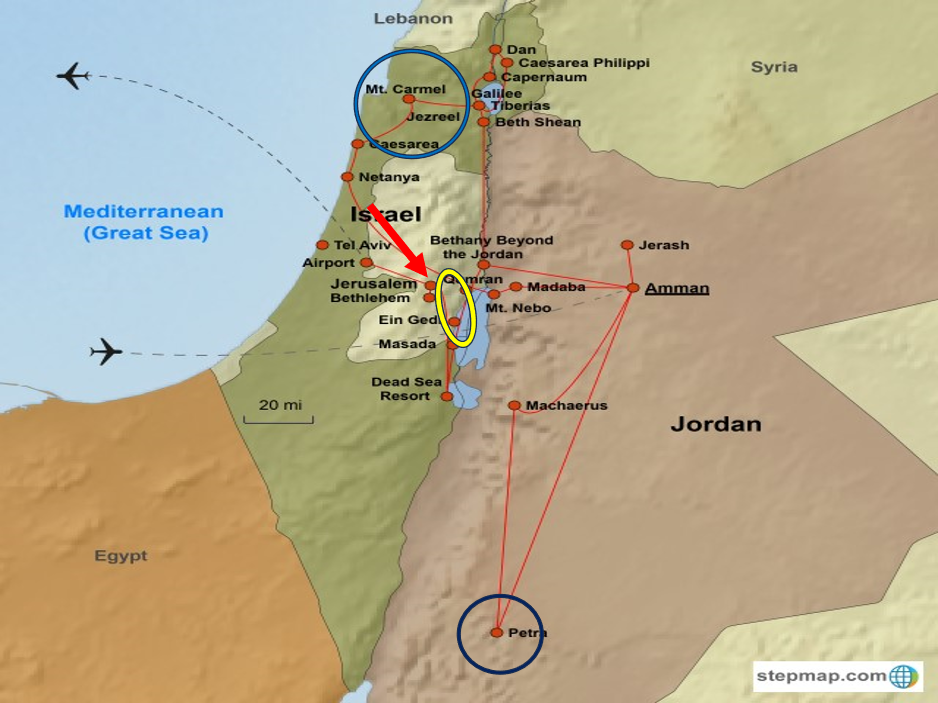 Lebanon
Dan
Caesarea Philippi
Syria
Capernaum
Mt. Carmel
Galilee
Tiberias
Jezreel
Beth Shean
Caesarea
Netanya
Mediterranean
(Great Sea)
Israel
Tel Aviv
Bethany Beyond
the Jordan
Jerash
Airport
Qumran
Jerusalem
Madaba
Amman
Bethlehem
Mt. Nebo
Ein Gedi
Masada
Dead Sea
Resort
20 mi
Machaerus
Jordan
Egypt
Petra
stepmap.com